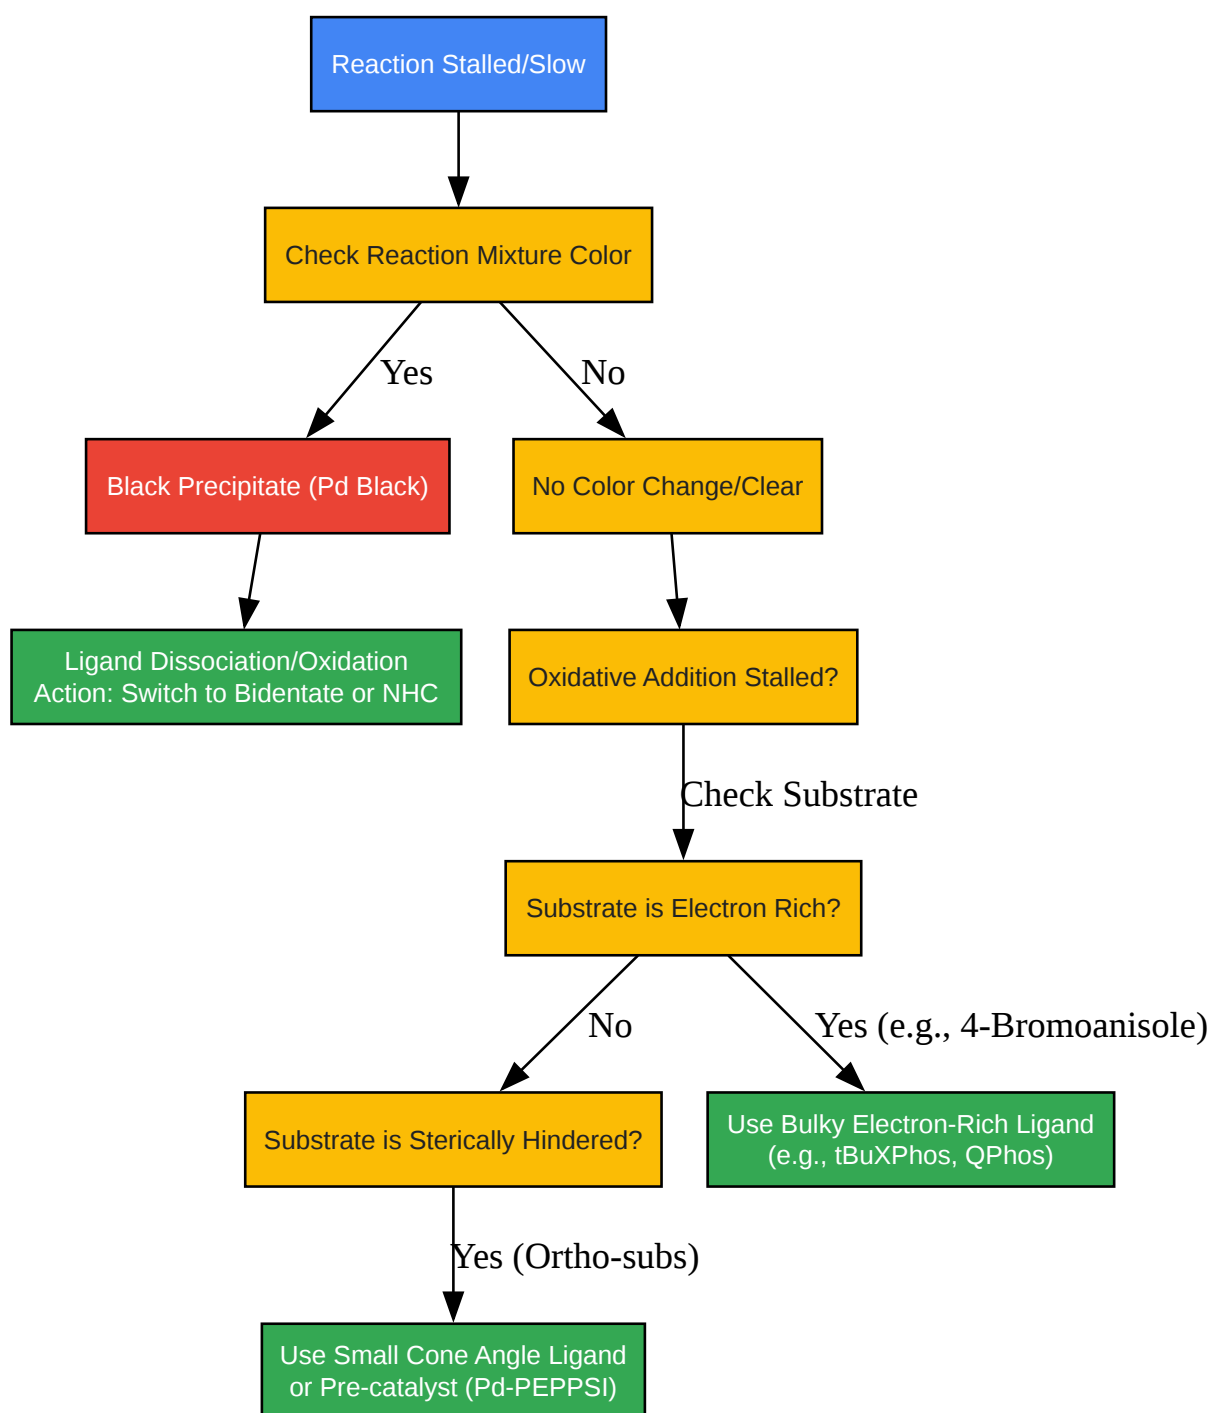 Reaction Stalled/Slow
Check Reaction Mixture Color
Yes
No
Black Precipitate (Pd Black)
No Color Change/Clear
Ligand Dissociation/Oxidation
Action: Switch to Bidentate or NHC
Oxidative Addition Stalled?
Check Substrate
Substrate is Electron Rich?
No
Yes (e.g., 4-Bromoanisole)
Substrate is Sterically Hindered?
Use Bulky Electron-Rich Ligand
(e.g., tBuXPhos, QPhos)
Yes (Ortho-subs)
Use Small Cone Angle Ligand
or Pre-catalyst (Pd-PEPPSI)